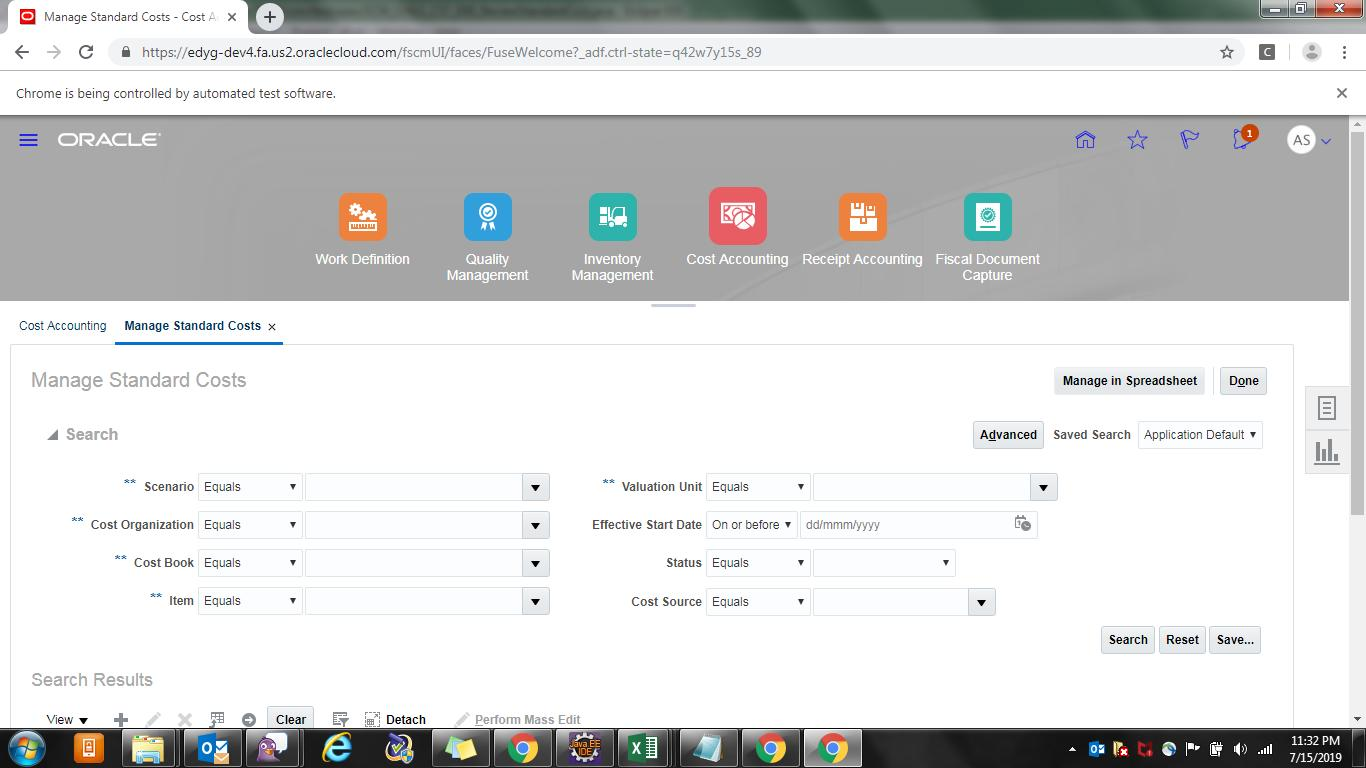 Manage Standard Costs - Cost A
https://edyg-dev4.fa.us2.oraclecloud.com/fscmUI/faces/FuseWelcome?_adf.ctrl-state=q42w7y15s_89
C
Chrome is being controlled by automated test software.
ORACLE
1
AS
Work Definition
Quality Management
Inventory Management
Cost Accounting
Receipt Accounting
Fiscal Document Capture
Cost Accounting Manage Standard Costs
Manage Standard Costs
Manage in Spreadsheet Done
Search
Advanced Saved Search Application Default
** Scenario Equals
** Valuation Unit Equals
** Cost Organization Equals
Effective Start Date On or before dd/mmm/yyyy
** Cost Book Equals
Status Equals
** Item Equals
Cost Source Equals
Search Reset Save...
Search Results
View Clear Detach Perform Mass Edit
Java EE
IDE
11:32 PM
7/15/2019